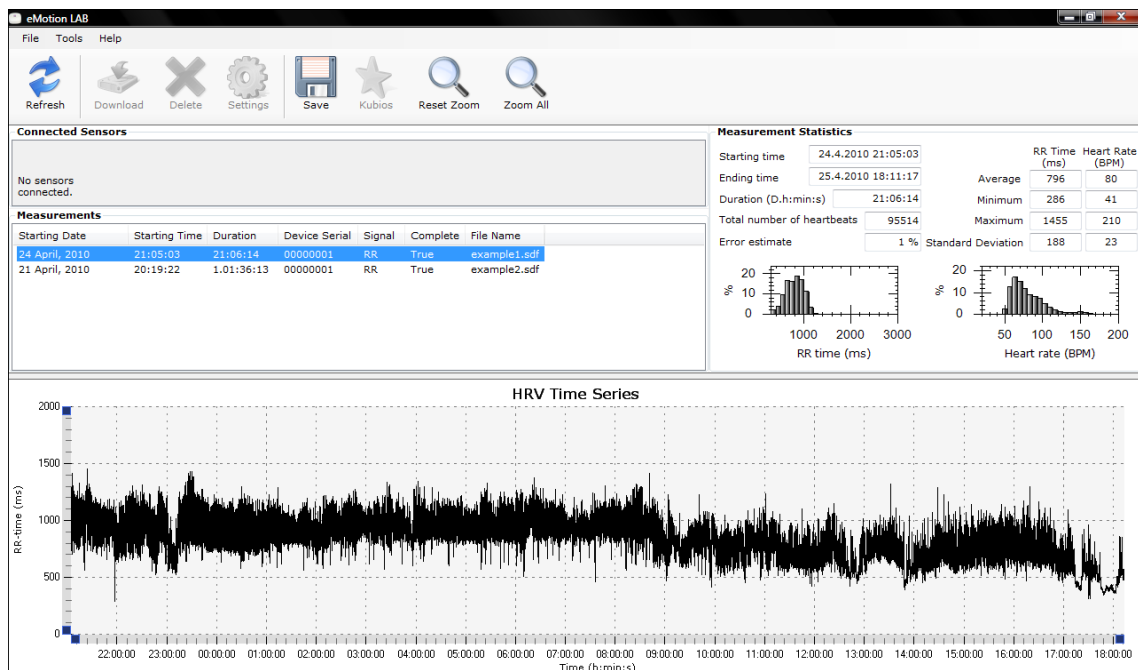 eMotion LAB
File Tools Help
Refresh Download Delete Settings Save Kubios Reset Zoom Zoom All
Connected Sensors
No sensors
connected.
Measurements
Starting Date Starting Time Duration Device Serial Signal Complete File Name
24 April, 2010 21:05:03 21:06:14 00000001 RR True example1.sdf
21 April, 2010 20:19:22 1.01:36:13 00000001 RR True example2.sdf
Measurement Statistics
Starting time 24.4.2010 21:05:03
Ending time 25.4.2010 18:11:17
Duration (D.h:min:s) 21:06:14
Total number of heartbeats 95514
Error estimate 1 %
RR Time Heart Rate
(ms) (BPM)
Average 796 80
Minimum 286 41
Maximum 1455 210
Standard Deviation 188 23
20
10
0
%
1000 2000 3000
RR time (ms)
20
10
0
%
50 100 150 200
Heart rate (BPM)
HRV Time Series
2000
1500
1000
500
0
RR-time (ms)
22:00:00 23:00:00 00:00:00 01:00:00 02:00:00 03:00:00 04:00:00 05:00:00 06:00:00 07:00:00 08:00:00 09:00:00 10:00:00 11:00:00 12:00:00 13:00:00 14:00:00 15:00:00 16:00:00 17:00:00 18:00:00
Time (h:min:s)